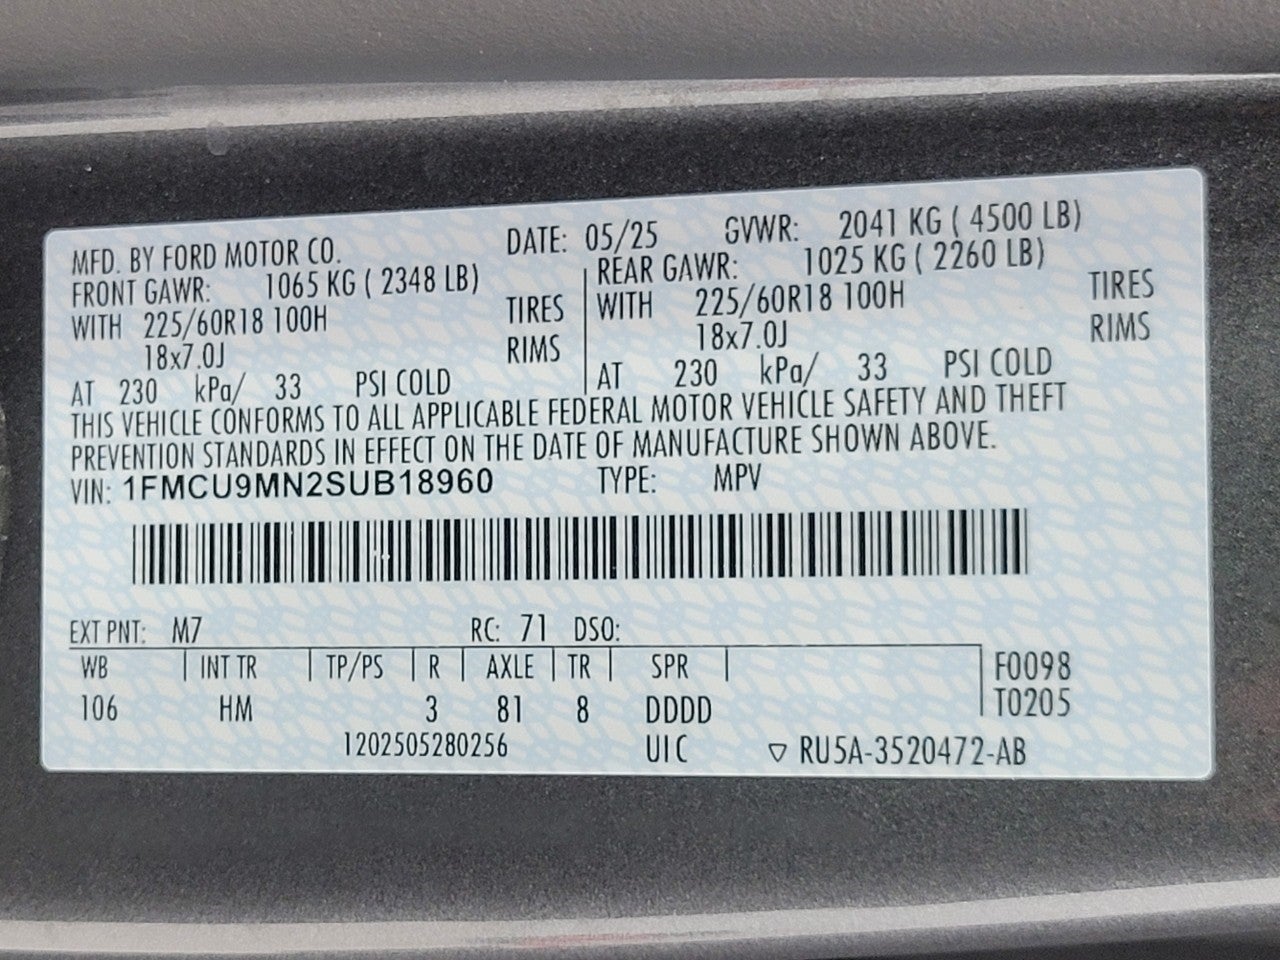 MFD. BY FORD MOTOR CO. DATE: 05/25 GVWR: 2041 KG ( 4500 LB)
FRONT GAWR: 1065 KG ( 2348 LB) REAR GAWR: 1025 KG ( 2260 LB)
WITH 225/60R18 100H TIRES WITH 225/60R18 100H TIRES
18x7.0J RIMS 18x7.0J RIMS
AT 230 kPa/ 33 PSI COLD AT 230 kPa/ 33 PSI COLD
THIS VEHICLE CONFORMS TO ALL APPLICABLE FEDERAL MOTOR VEHICLE SAFETY AND THEFT
PREVENTION STANDARDS IN EFFECT ON THE DATE OF MANUFACTURE SHOWN ABOVE.
VIN: 1FMCU9MN2SUB18960 TYPE: MPV
EXT PNT: M7 RC: 71 DSO:
WB INT TR TP/PS R AXLE TR SPR F0098
106 HM 3 81 8 DDDD T0205
1202505280256 UIC ▽ RU5A-3520472-AB